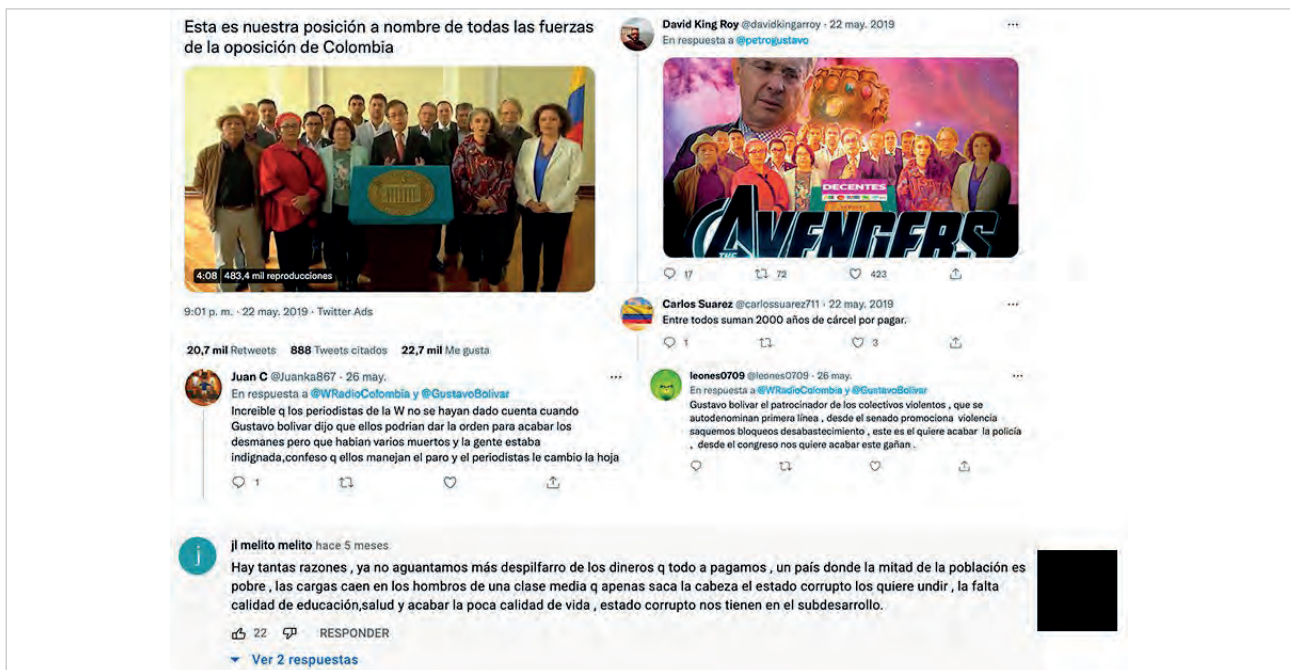 Esta es nuestra posición a nombre de todas las fuerzas
de la oposición de Colombia
4:08 483,4 mil reproducciones
9:01 p. m. · 22 may. 2019 · Twitter Ads
20,7 mil Retweets 888 Tweets citados 22,7 mil Me gusta
Juan C @Juanka867 · 26 may.
En respuesta a @WRadioColombia y @GustavoBolivar
Increible q los periodistas de la W no se hayan dado cuenta cuando
Gustavo bolivar dijo que ellos podrian dar la orden para acabar los
desmanes pero que habian varios muertos y la gente estaba
indignada,confeso q ellos manejan el paro y el periodistas le cambio la hoja
1
David King Roy @davidkingarroy · 22 may. 2019
En respuesta a @petrogustavo
DECENTES
THE AVENGERS
17 72 423
Carlos Suarez @carlossuarez711 · 22 may. 2019
Entre todos suman 2000 años de cárcel por pagar.
1 3
leones0709 @leones0709 · 26 may.
En respuesta a @WRadioColombia y @GustavoBolivar
Gustavo bolivar el patrocinador de los colectivos violentos , que se
autodenominan primera línea , desde el senado promociona violencía
saquemos bloqueos desabastecimiento , este es el quiere acabar la policía
, desde el congreso nos quiere acabar este gañan .
j
jl melito melito hace 5 meses
Hay tantas razones , ya no aguantamos más despilfarro de los dineros q todo a pagamos , un país donde la mitad de la población es
pobre , las cargas caen en los hombros de una clase media q apenas saca la cabeza el estado corrupto los quiere undir , la falta
calidad de educación,salud y acabar la poca calidad de vida , estado corrupto nos tienen en el subdesarrollo.
22 RESPONDER
Ver 2 respuestas